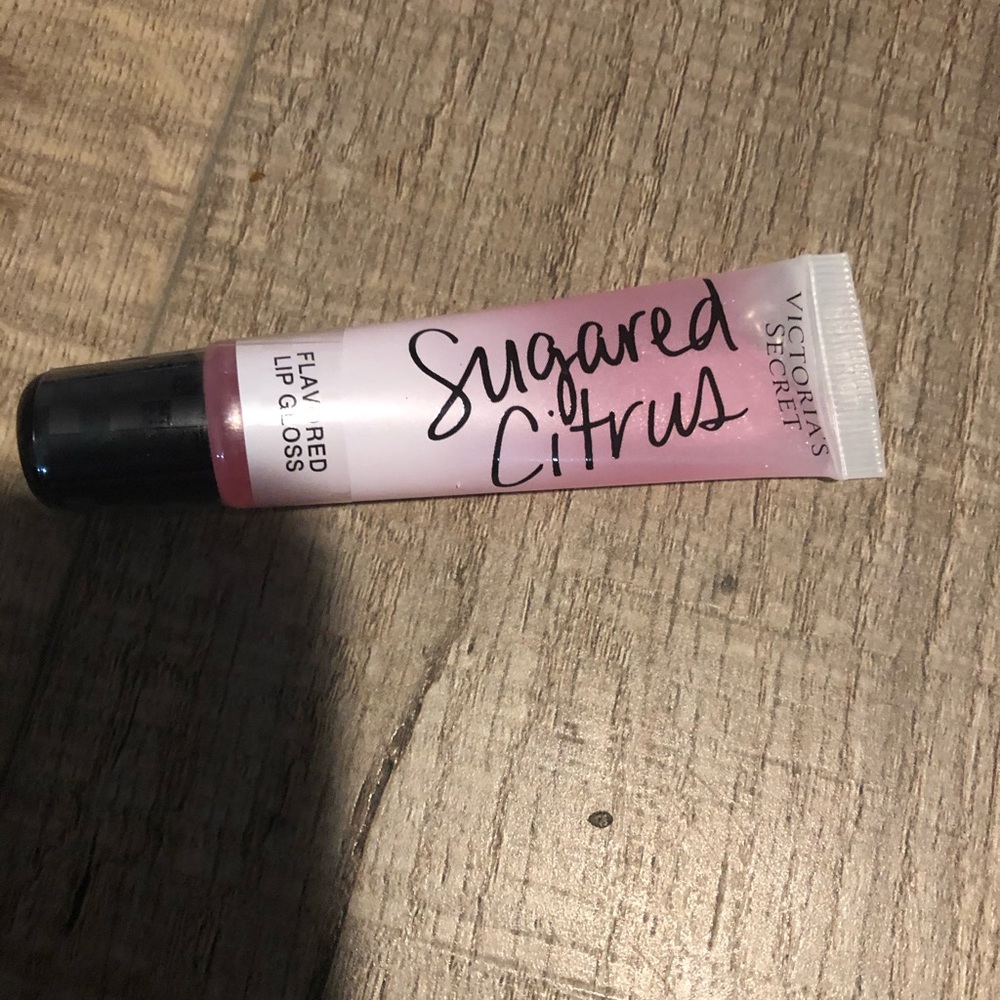 Sugared
Citrus
VICTORIA'S
SECRET
FLAVORED
LIP GLOSS